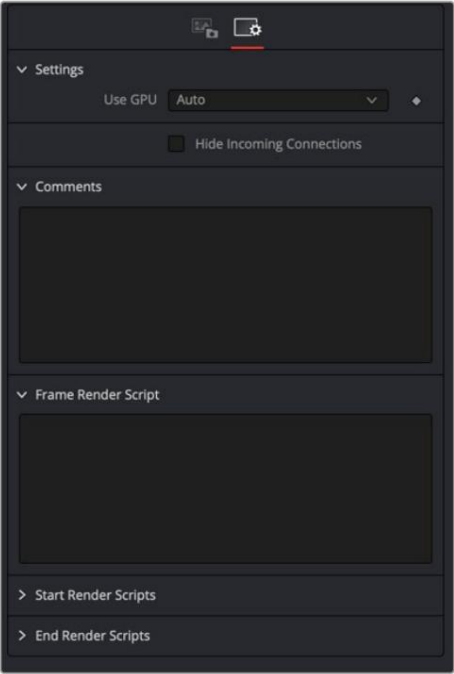 Settings
Use GPU Auto
Hide Incoming Connections
Comments
Frame Render Script
Start Render Scripts
End Render Scripts